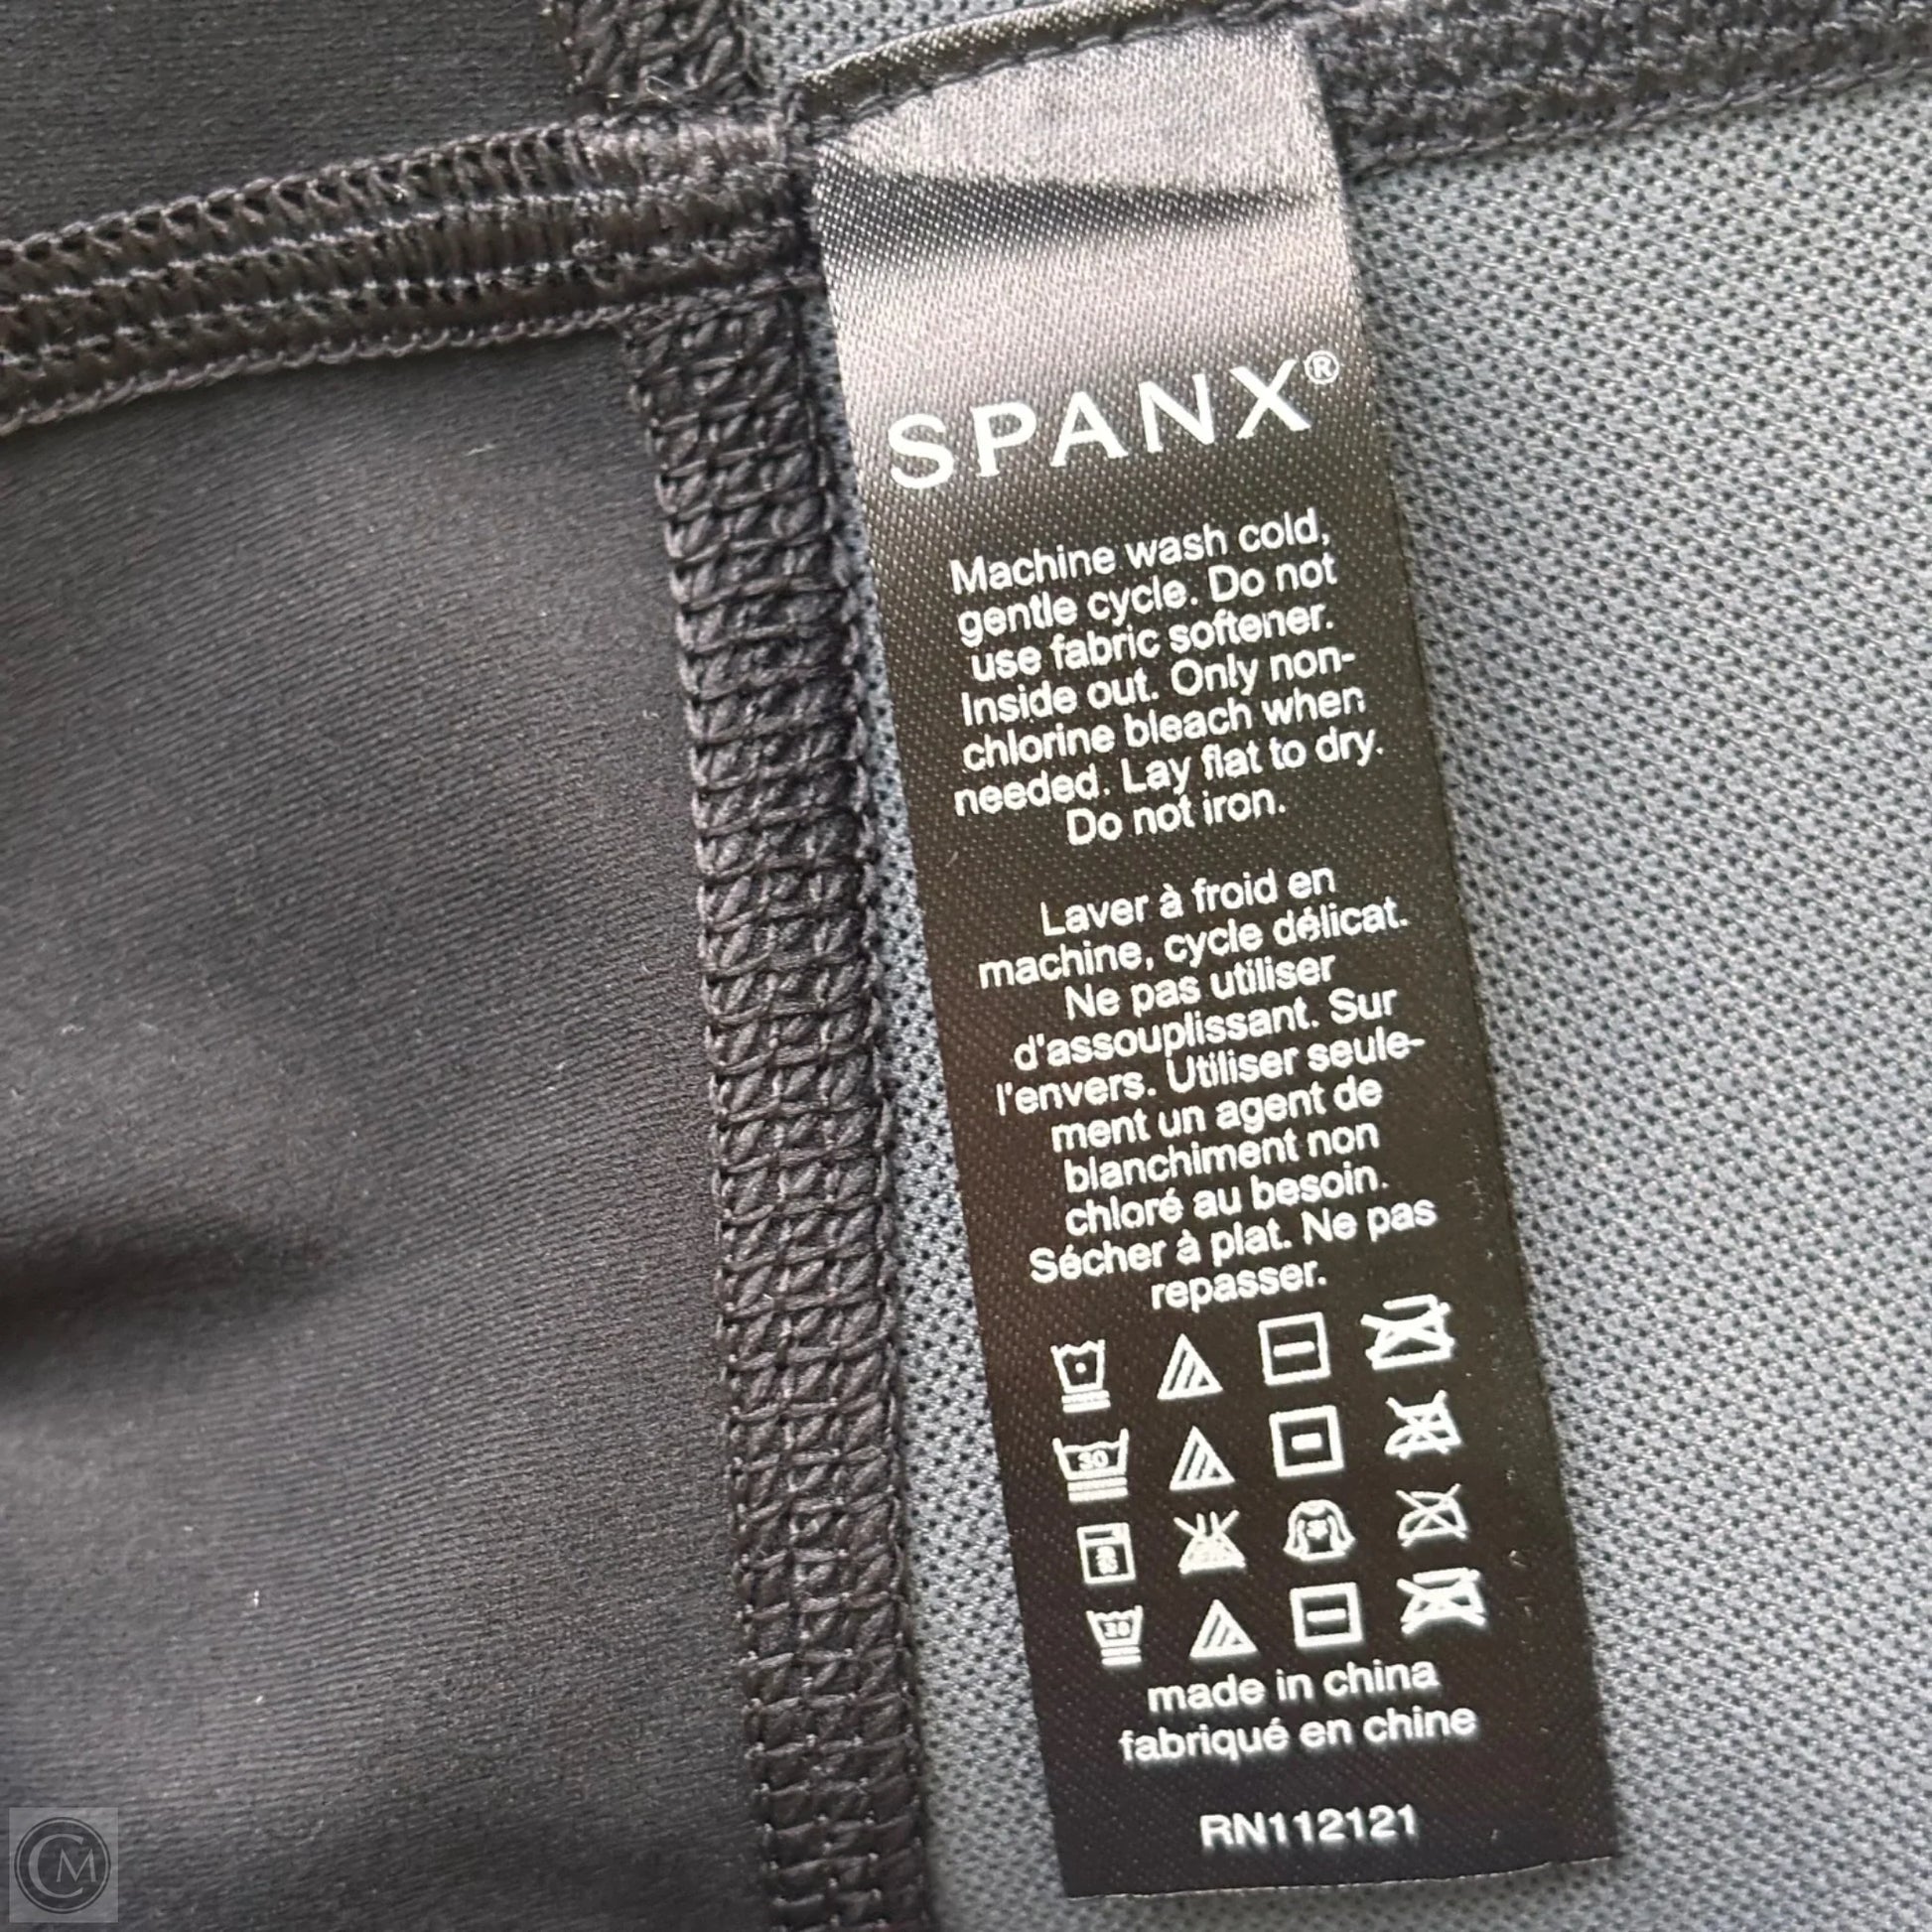 SPANX®
Machine wash cold,
gentle cycle. Do not
use fabric softener.
Inside out. Only non-
chlorine bleach when
needed. Lay flat to dry.
Do not iron.
Laver à froid en
machine, cycle délicat.
Ne pas utiliser
d'assouplissant. Sur
l'envers. Utiliser seule-
ment un agent de
blanchiment non
chloré au besoin.
Sécher à plat. Ne pas
repasser.
30
30
made in china
fabriqué en chine
RN112121
CM